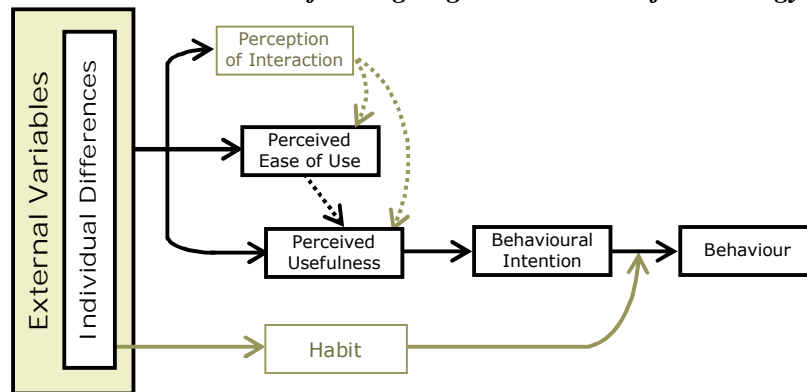 External Variables
Individual Differences
Perception
of Interaction
Perceived
Ease of Use
Perceived
Usefulness
Behavioural
Intention
Behaviour
Habit